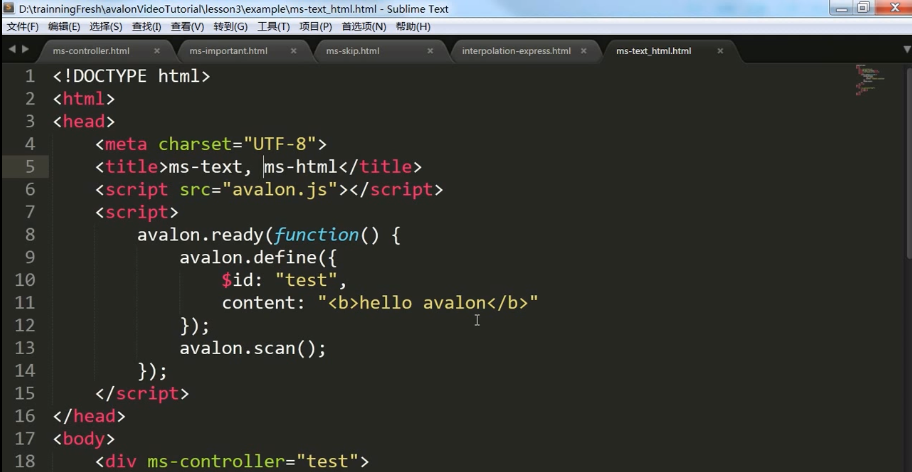 D:\trainningFresh\avalonVideoTutorial\lesson3\example\ms-text_html.html - Sublime Text
文件(F) 编辑(E) 选择(S) 查找(I) 查看(V) 转到(G) 工具(T) 项目(P) 首选项(N) 帮助(H)
ms-controller.html ms-important.html ms-skip.html interpolation-express.html ms-text_html.html
1 <!DOCTYPE html>
2 <html>
3 <head>
4 <meta charset="UTF-8">
5 <title>ms-text, ms-html</title>
6 <script src="avalon.js"></script>
7 <script>
8 avalon.ready(function() {
9 avalon.define({
10 $id: "test",
11 content: "<b>hello avalon</b>"
12 });
13 avalon.scan();
14 });
15 </script>
16 </head>
17 <body>
18 <div ms-controller="test">